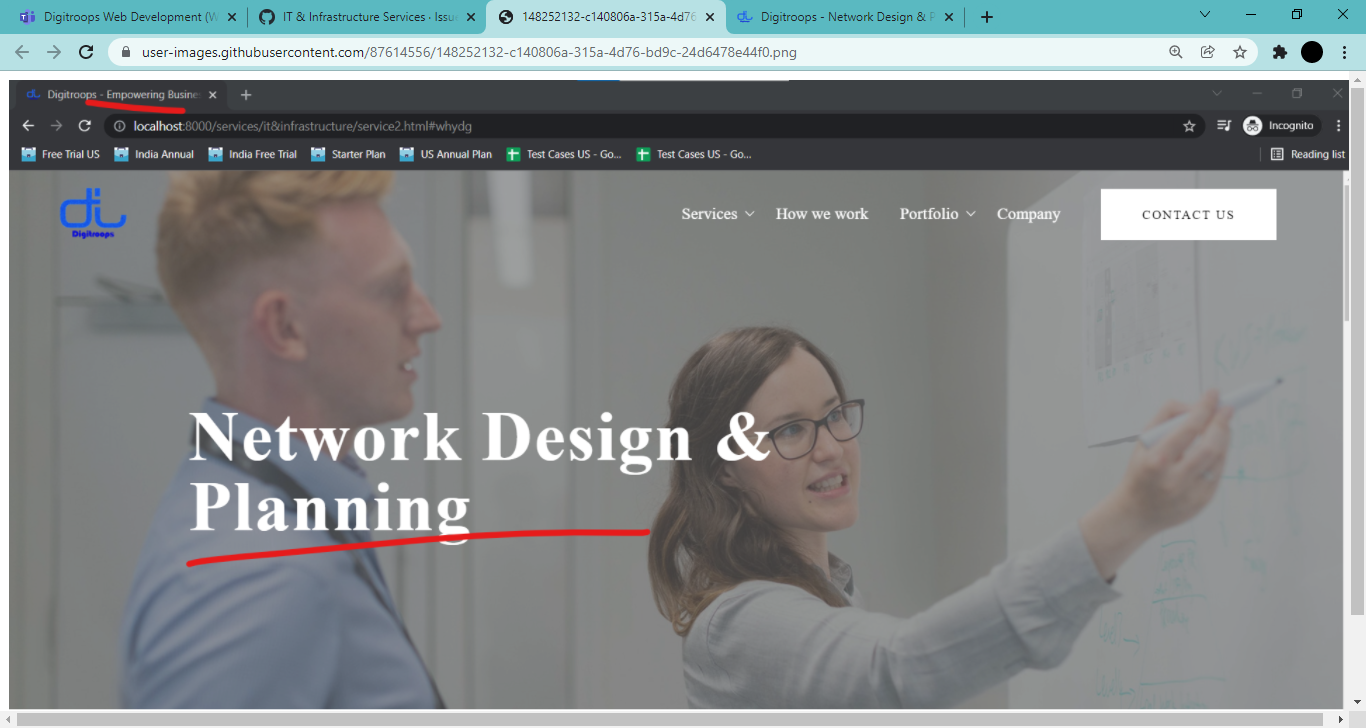 Digitroops Web Development (W
IT & Infrastructure Services · Issue
148252132-c140806a-315a-4d76
Digitroops - Network Design & P
user-images.githubusercontent.com/87614556/148252132-c140806a-315a-4d76-bd9c-24d6478e44f0.png
Digitroops - Empowering Busine
localhost:8000/services/it&infrastructure/service2.html#whydg
Incognito
Free Trial US
India Annual
India Free Trial
Starter Plan
US Annual Plan
Test Cases US - Go...
Test Cases US - Go...
Reading list
Digitroops
Services
How we work
Portfolio
Company
CONTACT US
Network Design &
Planning